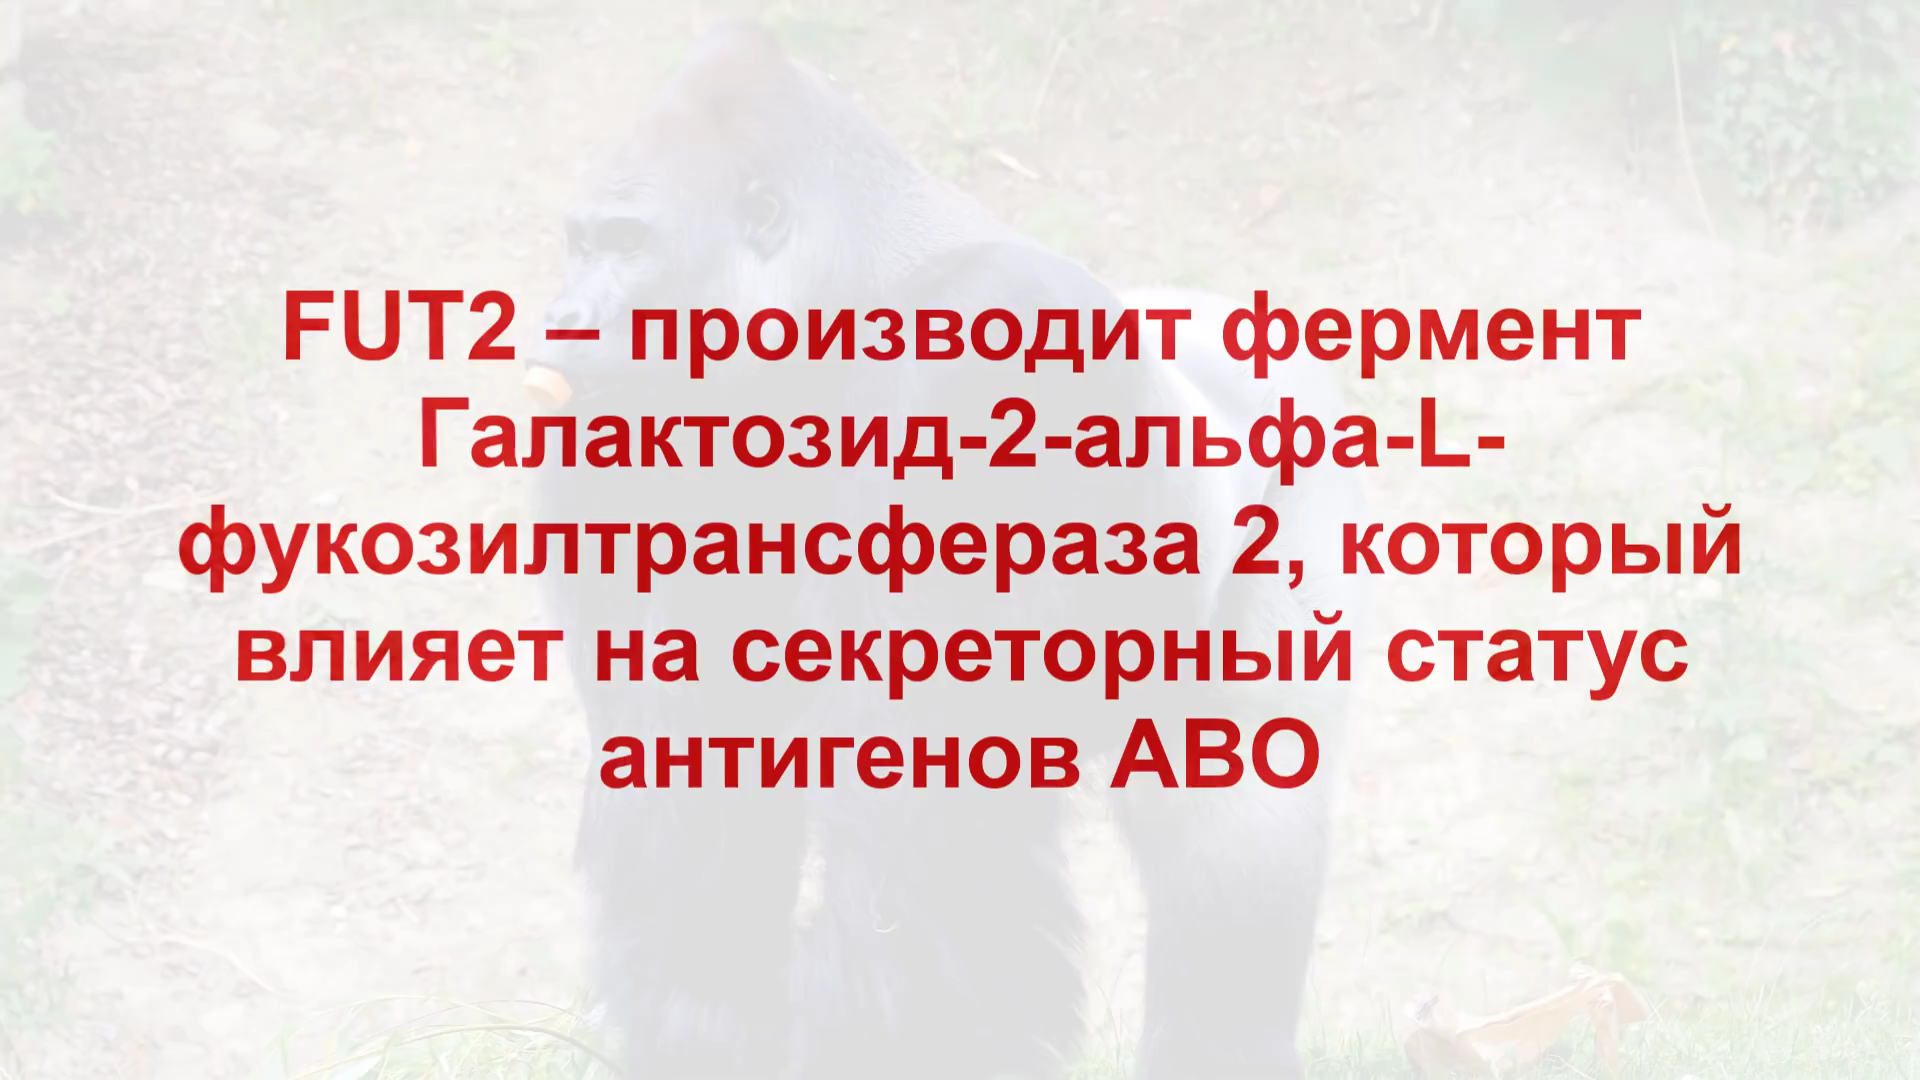 FUT2 – производит фермент
Галактозид-2-альфа-L-
фукозилтрансфераза 2, который
влияет на секреторный статус
антигенов АВО